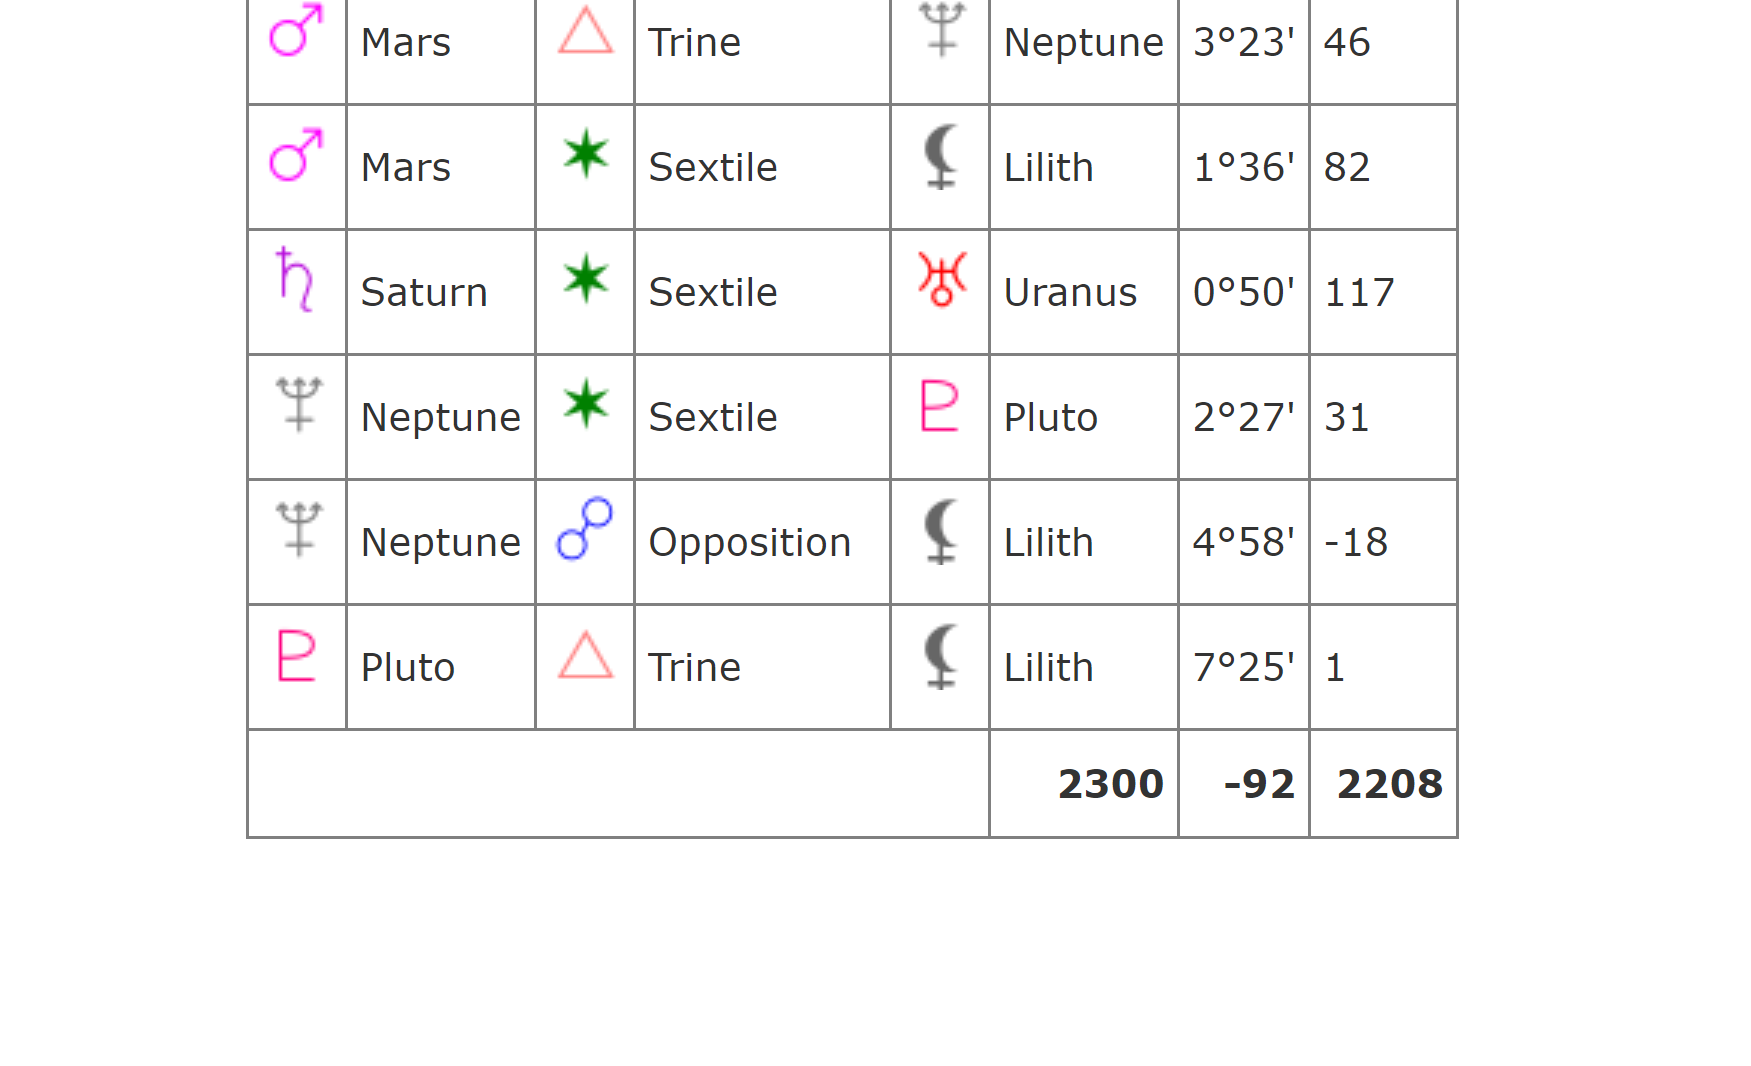 Mars Trine Neptune 3°23' 46
Mars Sextile Lilith 1°36' 82
Saturn Sextile Uranus 0°50' 117
Neptune Sextile Pluto 2°27' 31
Neptune Opposition Lilith 4°58' -18
Pluto Trine Lilith 7°25' 1
2300 -92 2208